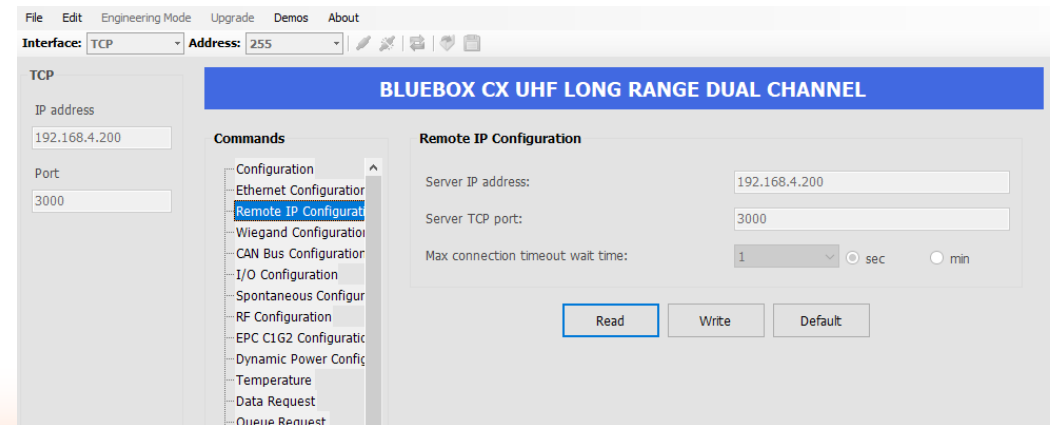 File Edit Engineering Mode Upgrade Demos About
Interface: TCP Address: 255
TCP
IP address
192.168.4.200
Port
3000
BLUEBOX CX UHF LONG RANGE DUAL CHANNEL
Commands
Configuration
Ethernet Configuration
Remote IP Configurati
Wiegand Configuration
CAN Bus Configuration
I/O Configuration
Spontaneous Configur
RF Configuration
EPC C1G2 Configuratic
Dynamic Power Config
Temperature
Data Request
Queue Request
Remote IP Configuration
Server IP address: 192.168.4.200
Server TCP port: 3000
Max connection timeout wait time: 1 sec min
Read Write Default